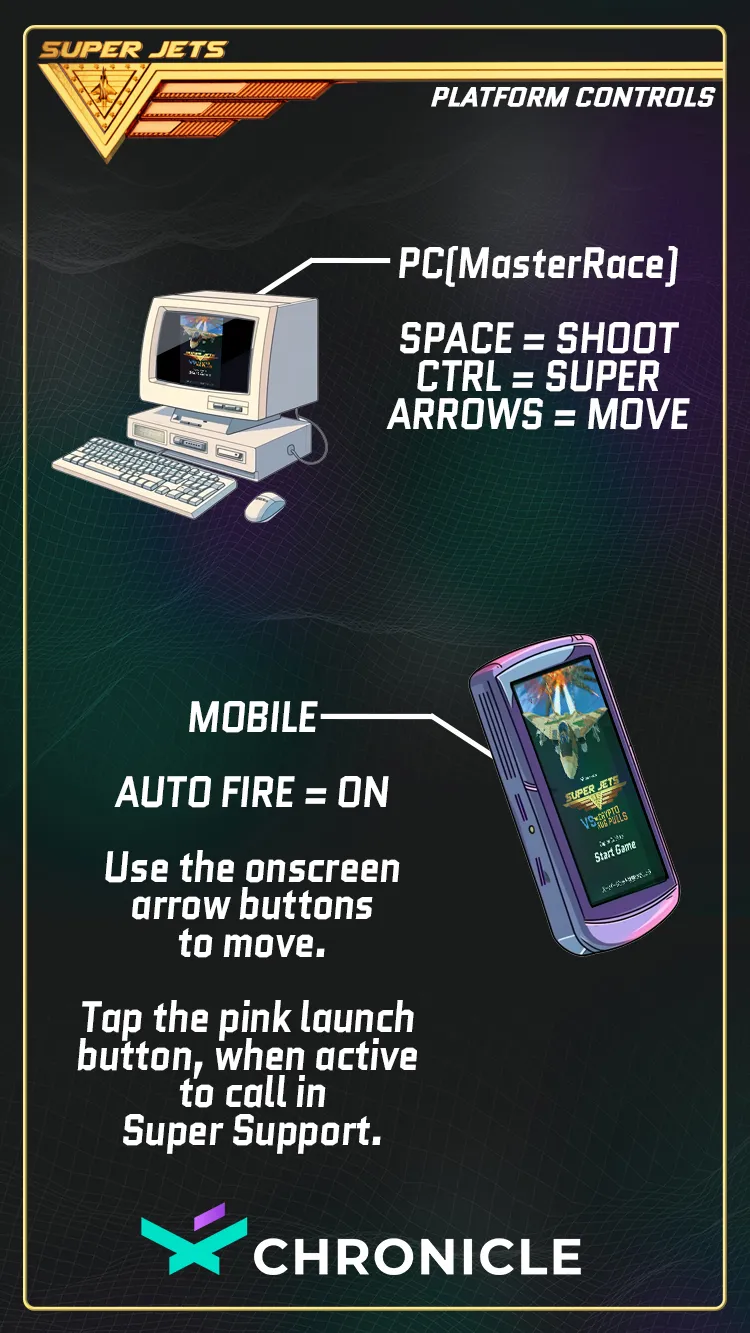 SUPER JETS
PLATFORM CONTROLS
PC(MasterRace)
SPACE = SHOOT
CTRL = SUPER
ARROWS = MOVE
MOBILE
AUTO FIRE = ON
Use the onscreen
arrow buttons
to move.
Tap the pink launch
button, when active
to call in
Super Support.
SUPER JETS
VS CRYPTO
RUG PULLS
Start Game
CHRONICLE